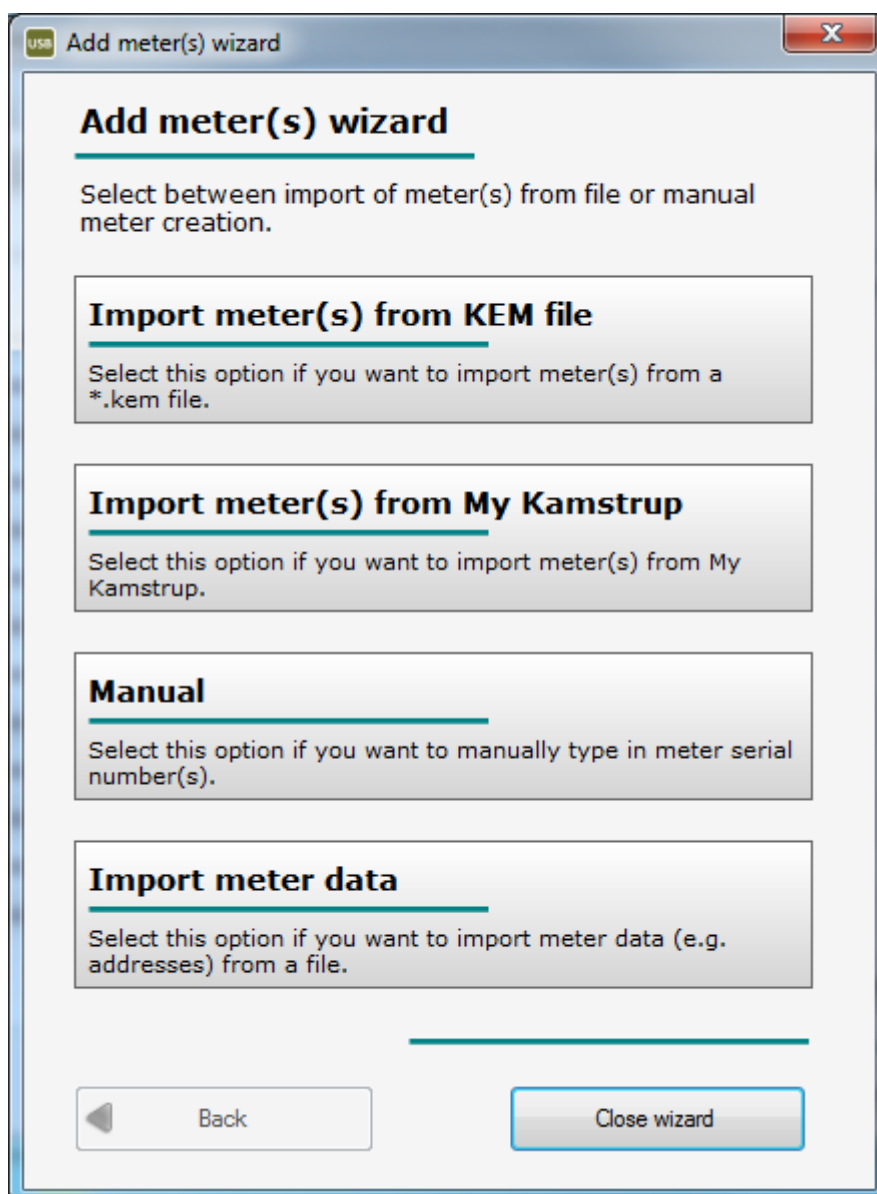 USB Add meter(s) wizard
Add meter(s) wizard
Select between import of meter(s) from file or manual
meter creation.
Import meter(s) from KEM file
Select this option if you want to import meter(s) from a
*.kem file.
Import meter(s) from My Kamstrup
Select this option if you want to import meter(s) from My
Kamstrup.
Manual
Select this option if you want to manually type in meter serial
number(s).
Import meter data
Select this option if you want to import meter data (e.g.
addresses) from a file.
Back Close wizard